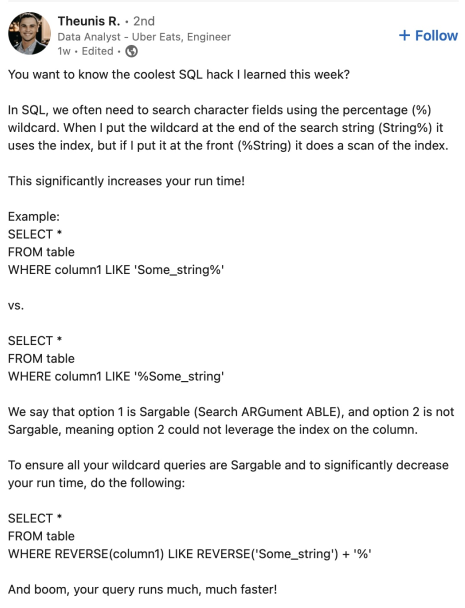 Theunis R. • 2nd
Data Analyst - Uber Eats, Engineer
1w • Edited •
+ Follow
You want to know the coolest SQL hack I learned this week?
In SQL, we often need to search character fields using the percentage (%)
wildcard. When I put the wildcard at the end of the search string (String%) it
uses the index, but if I put it at the front (%String) it does a scan of the index.
This significantly increases your run time!
Example:
SELECT *
FROM table
WHERE column1 LIKE 'Some_string%'
vs.
SELECT *
FROM table
WHERE column1 LIKE '%Some_string'
We say that option 1 is Sargable (Search ARGument ABLE), and option 2 is not
Sargable, meaning option 2 could not leverage the index on the column.
To ensure all your wildcard queries are Sargable and to significantly decrease
your run time, do the following:
SELECT *
FROM table
WHERE REVERSE(column1) LIKE REVERSE('Some_string') + '%'
And boom, your query runs much, much faster!